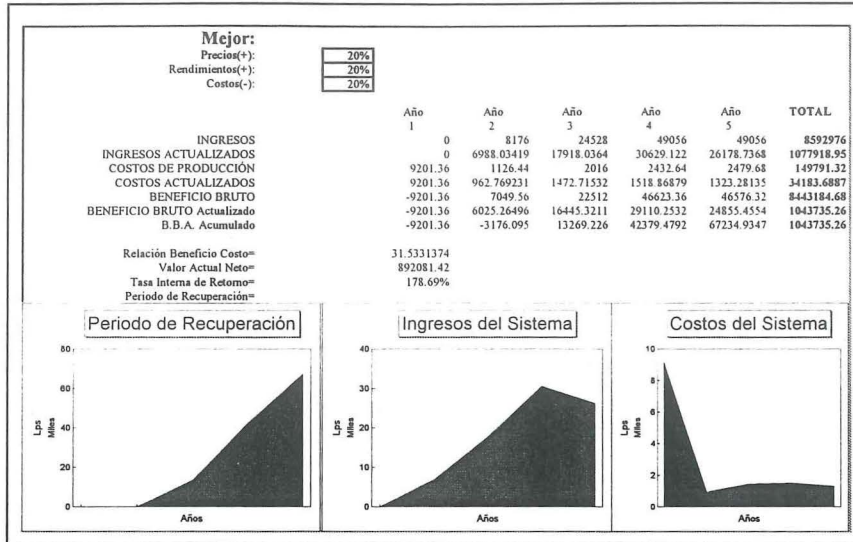 Mejor:
Precios(+): 20%
Rendimientos(+): 20%
Costos(-): 20%
Año Año Año Año Año TOTAL
1 2 3 4 5
INGRESOS 0 8176 24528 49056 49056 8592976
INGRESOS ACTUALIZADOS 0 6988.03419 17918.0364 30629.122 26178.7368 1077918.95
COSTOS DE PRODUCCIÓN 9201.36 1126.44 2016 2432.64 2479.68 149791.32
COSTOS ACTUALIZADOS 9201.36 962.769231 1472.71532 1518.86879 1323.28135 34183.6887
BENEFICIO BRUTO -9201.36 7049.56 22512 46623.36 46576.32 8443184.68
BENEFICIO BRUTO Actualizado -9201.36 6025.26496 16445.3211 29110.2532 24855.4554 1043735.26
B.B.A. Acumulado -9201.36 -3176.095 13269.226 42379.4792 67234.9347 1043735.26
Relación Beneficio Costo= 31.5331374
Valor Actual Neto= 892081.42
Tasa Interna de Retorno= 178.69%
Periodo de Recuperación=
Periodo de Recuperación
80
60
40
20
0
Lps
Miles
Años
Ingresos del Sistema
40
30
20
10
0
Lps
Miles
Años
Costos del Sistema
10
8
6
4
2
0
Lps
Miles
Años